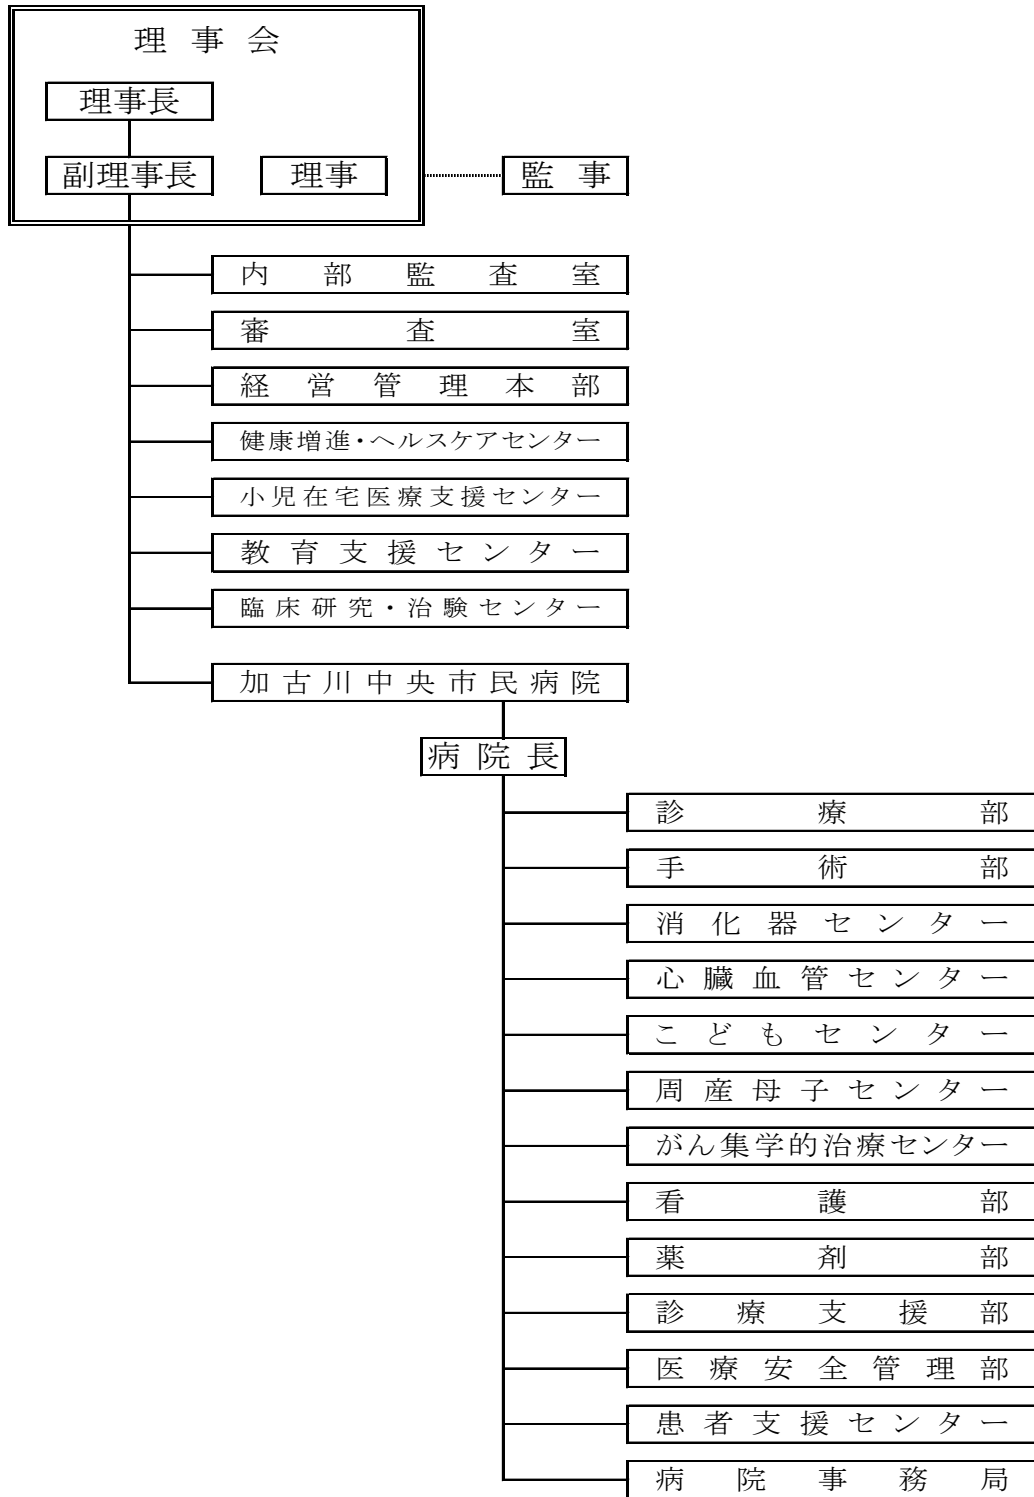 理事会
理事長
副理事長 理事 監事
内部監査室
審査室
経営管理本部
健康増進・ヘルスケアセンター
小児在宅医療支援センター
教育支援センター
臨床研究・治験センター
加古川中央市民病院
病院長
診療部
手術部
消化器センター
心臓血管センター
こどもセンター
周産母子センター
がん集学的治療センター
看護部
薬剤部
診療支援部
医療安全管理部
患者支援センター
病院事務局